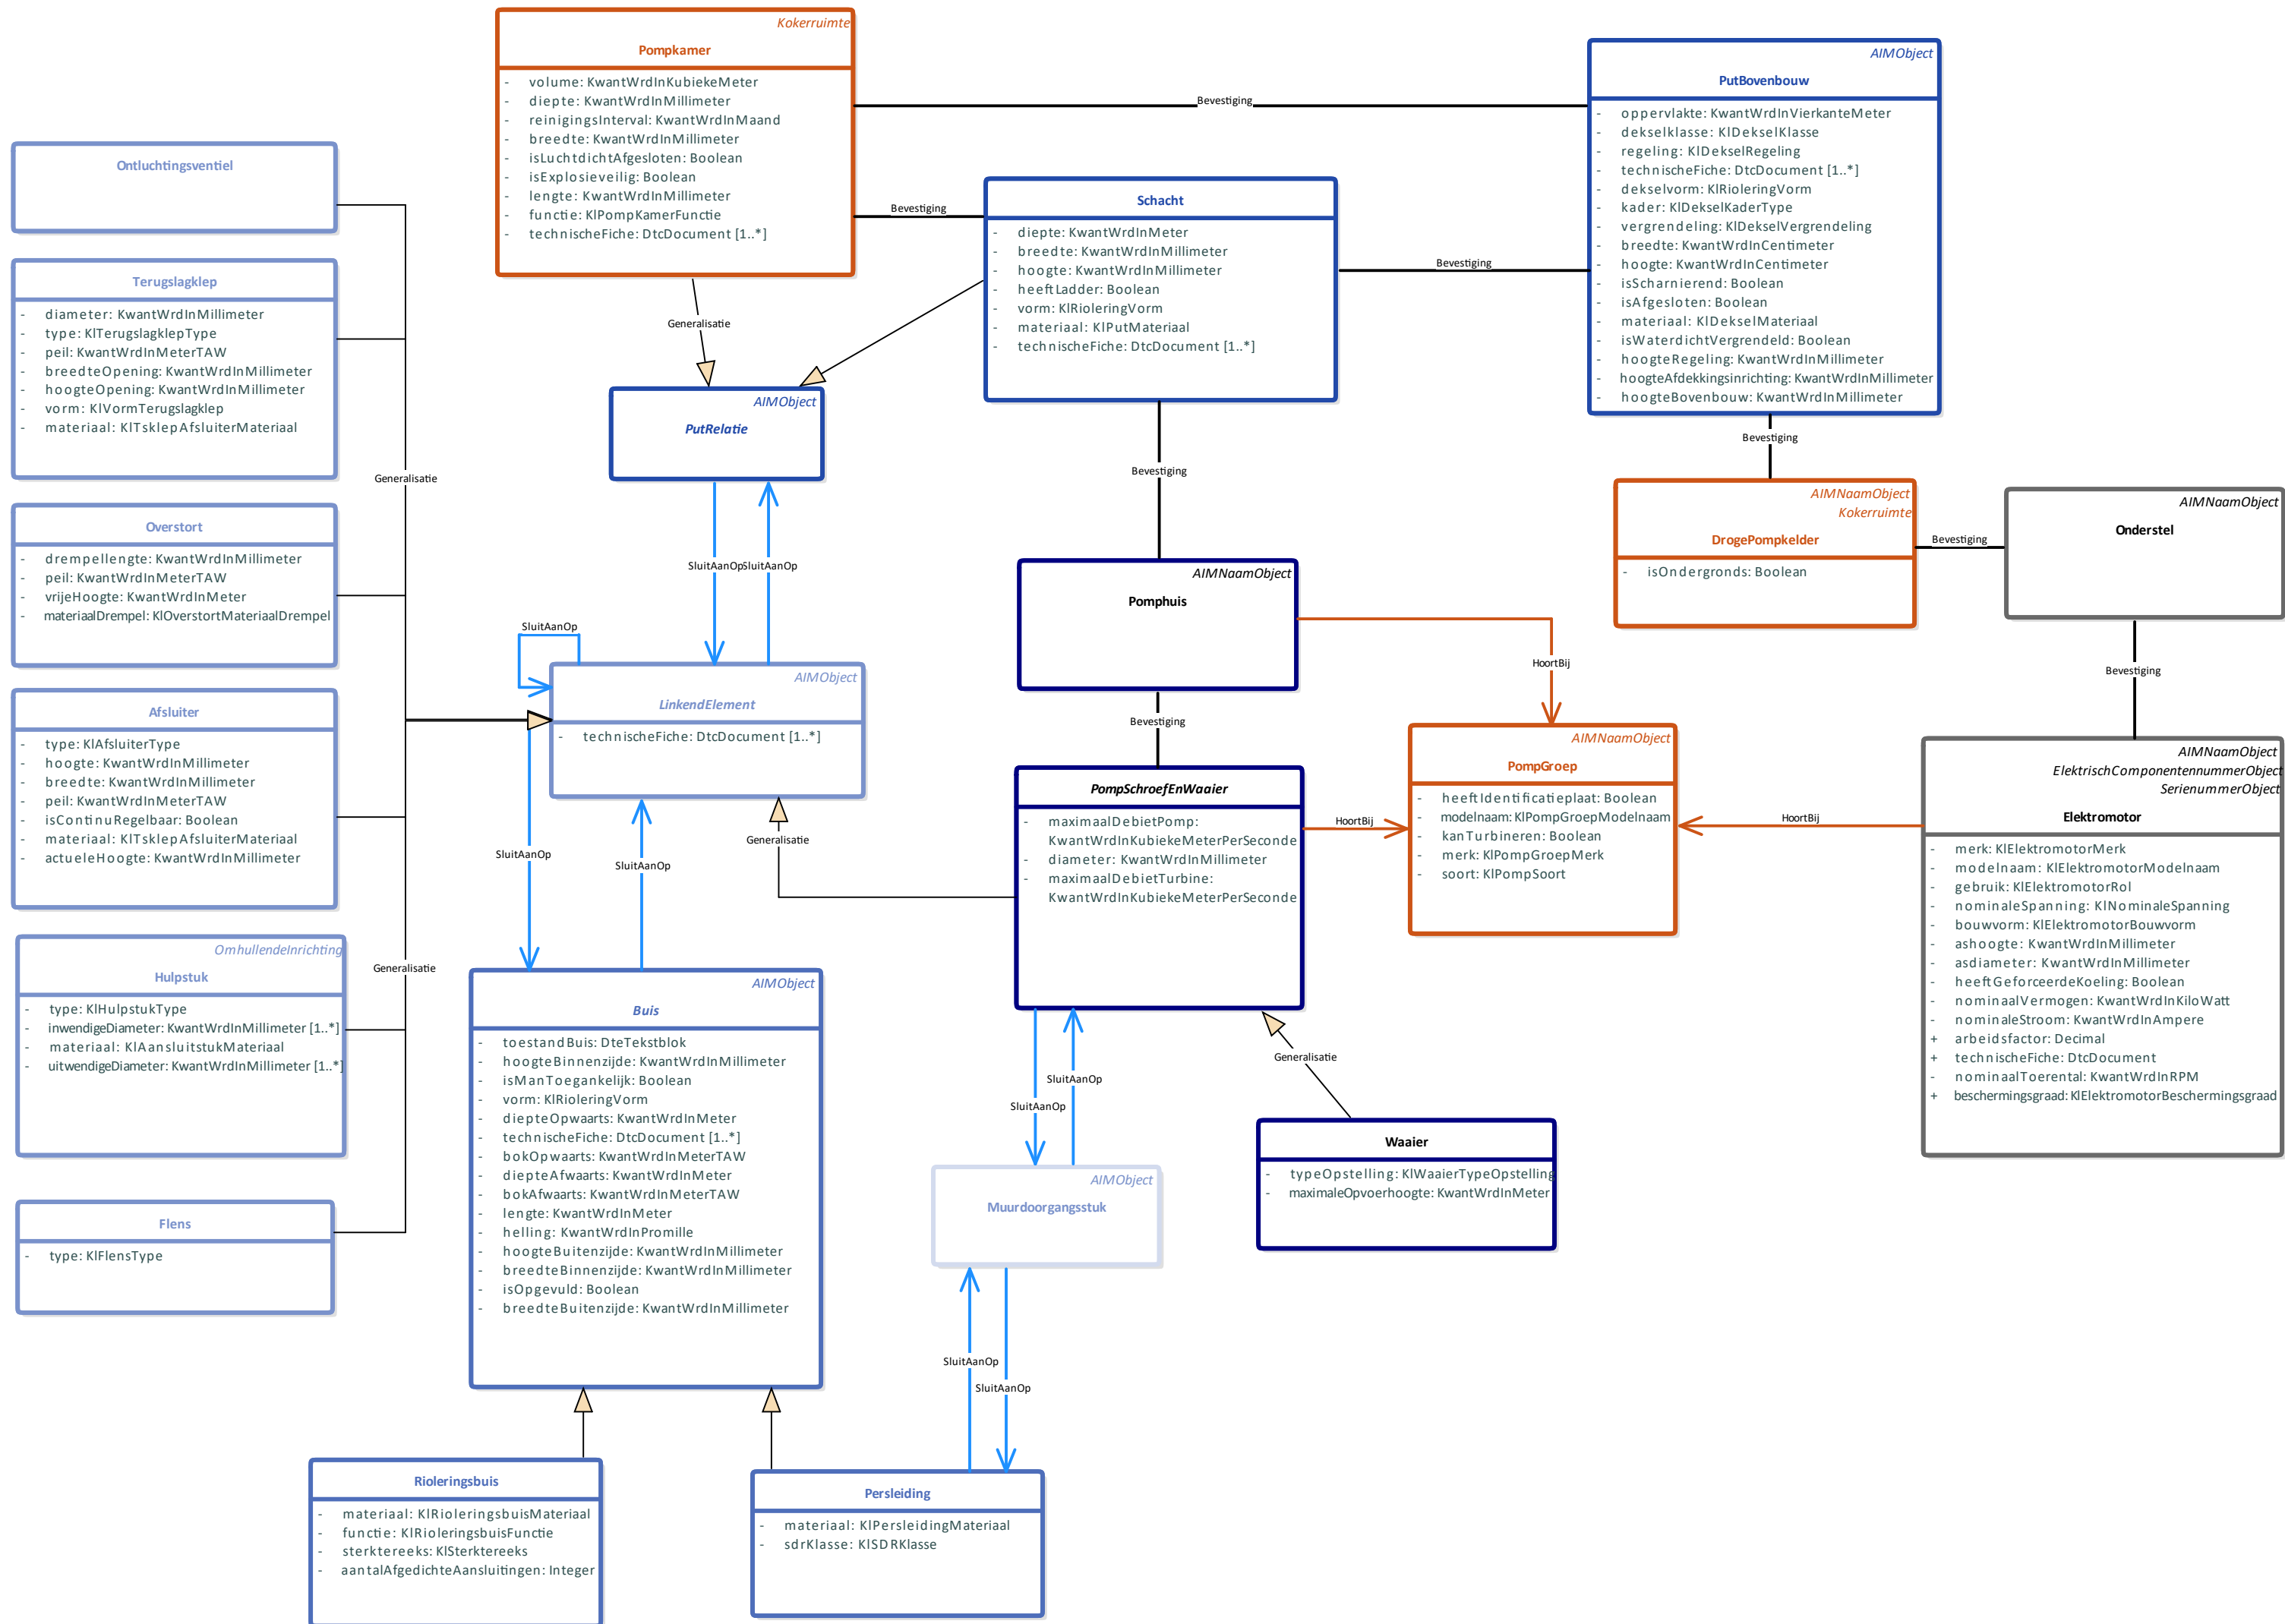 Kokerruimte
Pompkamer
- volume: KwantWrdInKubiekeMeter
- diepte: KwantWrdInMillimeter
- reinigingsInterval: KwantWrdInMaand
- breedte: KwantWrdInMillimeter
- isLuchtdichtAfgesloten: Boolean
- isExplosieveilig: Boolean
- lengte: KwantWrdInMillimeter
- functie: KlPompKamerFunctie
- technischeFiche: DtcDocument [1..*]
AIMObject
PutBovenbouw
- oppervlakte: KwantWrdInVierkanteMeter
- dekselklasse: KlDekselKlasse
- regeling: KlDekselRegeling
- technischeFiche: DtcDocument [1..*]
- dekselvorm: KlRioleringVorm
- kader: KlDekselKaderType
- vergrendeling: KlDekselVergrendeling
- breedte: KwantWrdInCentimeter
- hoogte: KwantWrdInCentimeter
- isScharnierend: Boolean
- isAfgesloten: Boolean
- materiaal: KlDekselMateriaal
- isWaterdichtVergrendeld: Boolean
- hoogteRegeling: KwantWrdInMillimeter
- hoogteAfdekkingsinrichting: KwantWrdInMillimeter
- hoogteBovenbouw: KwantWrdInMillimeter
Bevestiging
Bevestiging
Bevestiging
Bevestiging
Ontluchtingsventiel
Schacht
- diepte: KwantWrdInMeter
- breedte: KwantWrdInMillimeter
- hoogte: KwantWrdInMillimeter
- heeftLadder: Boolean
- vorm: KlRioleringVorm
- materiaal: KlPutMateriaal
- technischeFiche: DtcDocument [1..*]
Terugslagklep
- diameter: KwantWrdInMillimeter
- type: KlTerugslagklepType
- peil: KwantWrdInMeterTAW
- breedteOpening: KwantWrdInMillimeter
- hoogteOpening: KwantWrdInMillimeter
- vorm: KlVormTerugslagklep
- materiaal: KlTsklepAfsluiterMateriaal
Generalisatie
Generalisatie
AIMObject
PutRelatie
Bevestiging
AIMNaamObject
Kokerruimte
DrogePompkelder
- isOndergronds: Boolean
Bevestiging
AIMNaamObject
Onderstel
Overstort
- drempellengte: KwantWrdInMillimeter
- peil: KwantWrdInMeterTAW
- vrijeHoogte: KwantWrdInMeter
- materiaalDrempel: KlOverstortMateriaalDrempel
SluitAanOp
SluitAanOp
SluitAanOp
AIMNaamObject
Pomphuis
HoortBij
Bevestiging
AIMObject
LinkendElement
- technischeFiche: DtcDocument [1..*]
Bevestiging
Afsluiter
- type: KlAfsluiterType
- hoogte: KwantWrdInMillimeter
- breedte: KwantWrdInMillimeter
- peil: KwantWrdInMeterTAW
- isContinuRegelbaar: Boolean
- materiaal: KlTsklepAfsluiterMateriaal
- actueleHoogte: KwantWrdInMillimeter
AIMNaamObject
PompGroep
- heeftIdentificatieplaat: Boolean
- modelnaam: KlPompGroepModelnaam
- kanTurbineren: Boolean
- merk: KlPompGroepMerk
- soort: KlPompSoort
PompSchroefEnWaaier
- maximaalDebietPomp:
KwantWrdInKubiekeMeterPerSeconde
- diameter: KwantWrdInMillimeter
- maximaalDebietTurbine:
KwantWrdInKubiekeMeterPerSeconde
HoortBij
HoortBij
AIMNaamObject
ElektrischComponentennummerObject
SerienummerObject
Elektromotor
- merk: KlElektromotorMerk
- modelnaam: KlElektromotorModelnaam
- gebruik: KlElektromotorRol
- nominaleSpanning: KlNominaleSpanning
- bouwvorm: KlElektromotorBouwvorm
- ashoogte: KwantWrdInMillimeter
- asdiameter: KwantWrdInMillimeter
- heeftGeforceerdeKoeling: Boolean
- nominaalVermogen: KwantWrdInKiloWatt
- nominaleStroom: KwantWrdInAmpere
+ arbeidsfactor: Decimal
+ technischeFiche: DtcDocument
- nominaalToerental: KwantWrdInRPM
+ beschermingsgraad: KlElektromotorBeschermingsgraad
SluitAanOp
SluitAanOp
Generalisatie
Generalisatie
OmhullendeInrichting
Hulpstuk
- type: KlHulpstukType
- inwendigeDiameter: KwantWrdInMillimeter [1..*]
- materiaal: KlAansluitstukMateriaal
- uitwendigeDiameter: KwantWrdInMillimeter [1..*]
AIMObject
Buis
- toestandBuis: DteTekstblok
- hoogteBinnenzijde: KwantWrdInMillimeter
- isManToegankelijk: Boolean
- vorm: KlRioleringVorm
- diepteOpwaarts: KwantWrdInMeter
- technischeFiche: DtcDocument [1..*]
- bokOpwaarts: KwantWrdInMeterTAW
- diepteAfwaarts: KwantWrdInMeter
- bokAfwaarts: KwantWrdInMeterTAW
- lengte: KwantWrdInMeter
- helling: KwantWrdInPromille
- hoogteBuitenzijde: KwantWrdInMillimeter
- breedteBinnenzijde: KwantWrdInMillimeter
- isOpgevuld: Boolean
- breedteBuitenzijde: KwantWrdInMillimeter
Generalisatie
SluitAanOp
SluitAanOp
Waaier
- typeOpstelling: KlWaaierTypeOpstelling
- maximaleOpvoerhoogte: KwantWrdInMeter
AIMObject
Muurdoorgangsstuk
Flens
- type: KlFlensType
SluitAanOp
SluitAanOp
Rioleringsbuis
- materiaal: KlRioleringsbuisMateriaal
- functie: KlRioleringsbuisFunctie
- sterktereeks: KlSterktereeks
- aantalAfgedichteAansluitingen: Integer
Persleiding
- materiaal: KlPersleidingMateriaal
- sdrKlasse: KlSDRKlasse